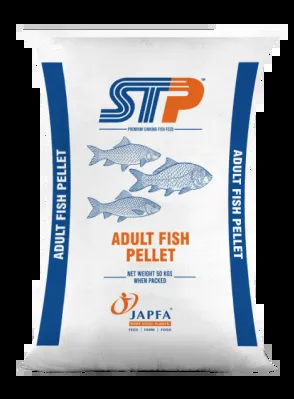 STP
PREMIUM SINKING FISH FEED
ADULT FISH PELLET
ADULT FISH PELLET
ADULT FISH
PELLET
NET WEIGHT 50 KGS
WHEN PACKED
JAPFA
FEED | FARM | FOOD